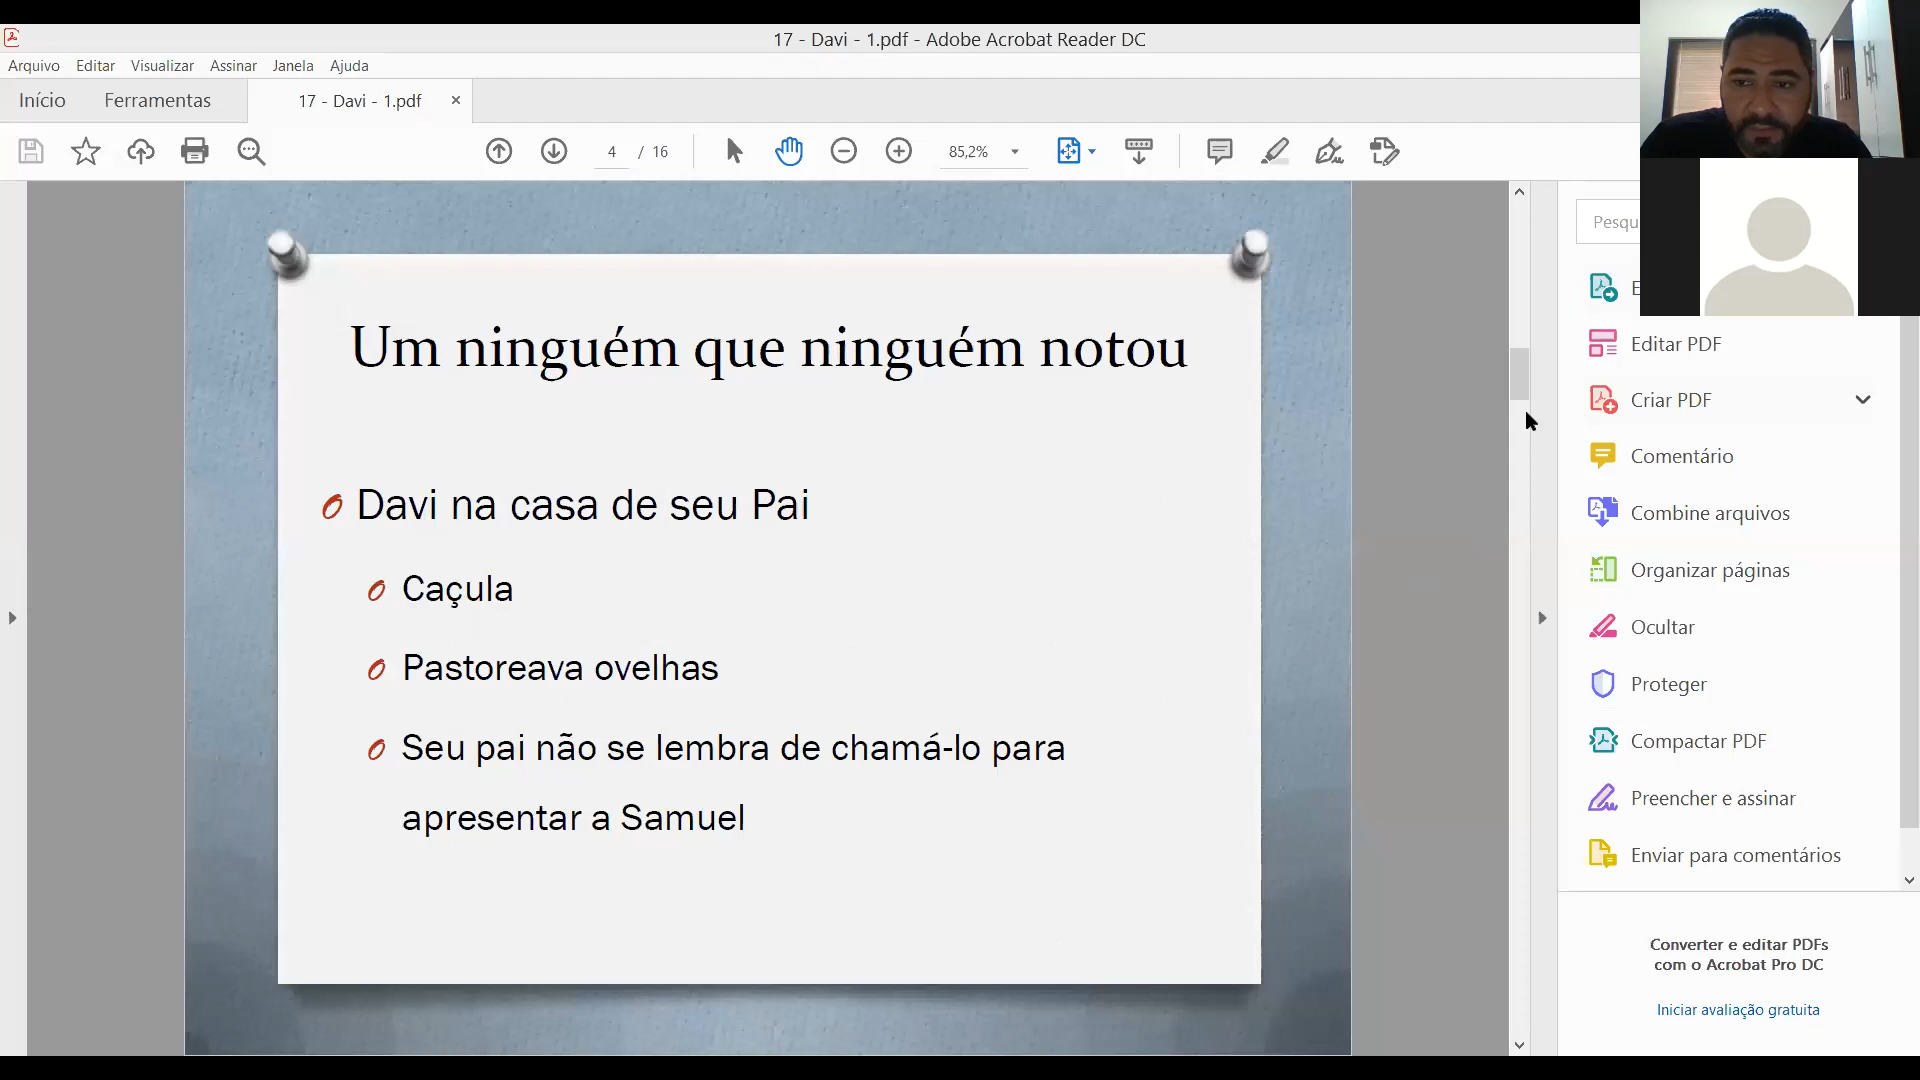 17 - Davi - 1.pdf - Adobe Acrobat Reader DC
Arquivo Editar Visualizar Assinar Janela Ajuda
Início Ferramentas 17 - Davi - 1.pdf ×
4 / 16 85,2%
Um ninguém que ninguém notou
Davi na casa de seu Pai
Caçula
Pastoreava ovelhas
Seu pai não se lembra de chamá-lo para
apresentar a Samuel
Editar PDF
Criar PDF
Comentário
Combine arquivos
Organizar páginas
Ocultar
Proteger
Compactar PDF
Preencher e assinar
Enviar para comentários
Converter e editar PDFs
com o Acrobat Pro DC
Iniciar avaliação gratuita